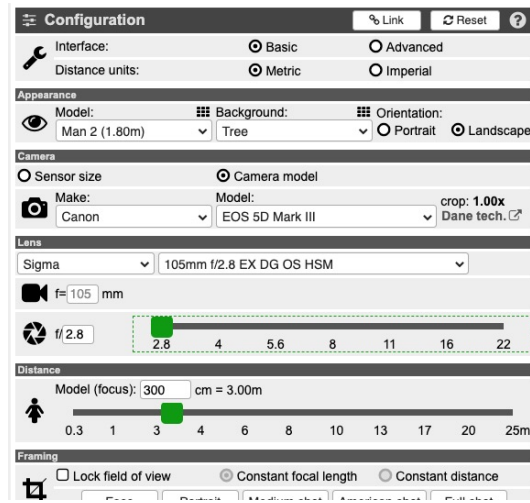 Configuration Link Reset ?
Interface: Basic Advanced
Distance units: Metric Imperial
Appearance
Model: Background: Orientation:
Man 2 (1.80m) Tree Portrait Landscape
Camera
Sensor size Camera model
Make: Model: crop: 1.00x
Canon EOS 5D Mark III Dane tech.
Lens
Sigma 105mm f/2.8 EX DG OS HSM
f= 105 mm
f/ 2.8
2.8 4 5.6 8 11 16 22
Distance
Model (focus): 300 cm = 3.00m
0.3 1 3 4 6 8 10 13 17 20 25m
Framing
Lock field of view Constant focal length Constant distance
Face Portrait Medium shot American shot Full shot